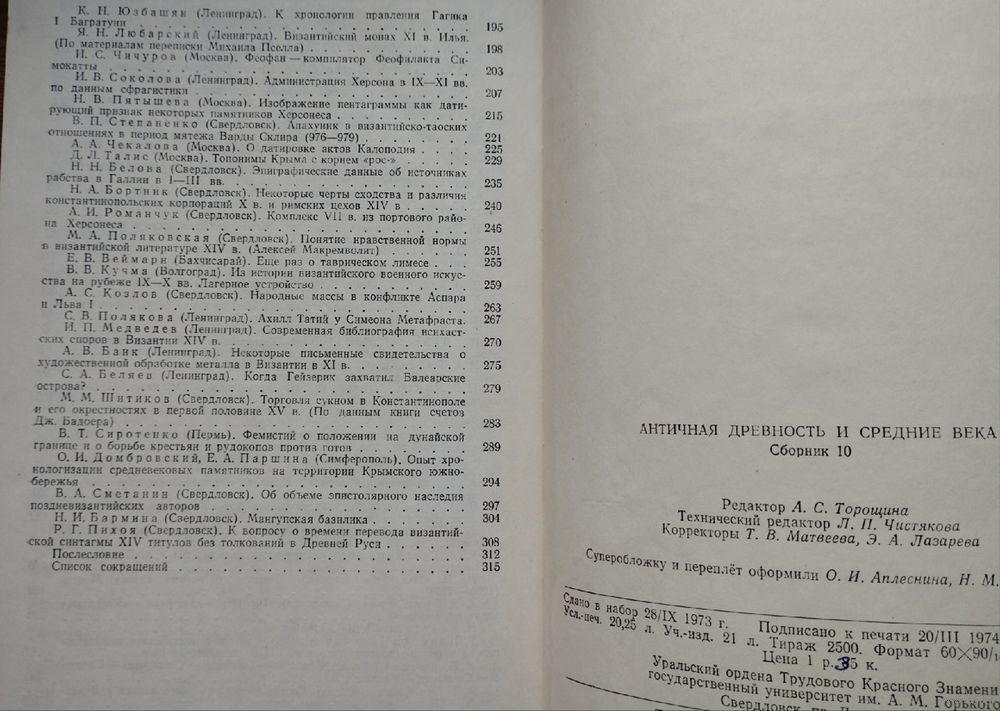 К. Н. Юзбашян (Ленинград). К хронологии правления Гагика
I Багратуни . . . . . . . . . . 195
Я. Н. Любарский (Ленинград). Византийский монах XI в. Илья.
(По материалам переписки Михаила Пселла) . . . . . 198
И. С. Чичуров (Москва). Феофан — компилятор Феофилакта Си-
мокатты . . . . . . . . . . 203
И. В. Соколова (Ленинград). Администрация Херсона в IX—XI вв.
по данным сфрагистики . . . . . . . . 207
Н. В. Пятышева (Москва). Изображение пентаграммы как дати-
рующий признак некоторых памятников Херсонеса . . . . 215
В. П. Степаненко (Свердловск). Апахуник в византийско-таоских
отношениях в период мятежа Варды Склира (976—979) . . . . 221
А. А. Чекалова (Москва). О датировке актов Калоподия . . . . 225
Д. Л. Талис (Москва). Топонимы Крыма с корнем «рос-» . . . . 229
Н. Н. Белова (Свердловск). Эпиграфические данные об источниках
рабства в Галлии в I—III вв. . . . . . . . 235
Н. А. Бортник (Свердловск). Некоторые черты сходства и различия
константинопольских корпораций X в. и римских цехов XIV в . . . . 240
А. И. Романчук (Свердловск). Комплекс VII в. из портового райо-
на Херсонеса . . . . . . . . . . 246
М. А. Поляковская (Свердловск). Понятие нравственной нормы
в византийской литературе XIV в. (Алексей Макремволит) . . . . 251
Е. В. Веймарн (Бахчисарай). Еще раз о таврическом лимесе . . . 255
В. В. Кучма (Волгоград). Из истории византийского военного искус-
ства на рубеже IX—X вв. Лагерное устройство . . . . . 259
А. С. Козлов (Свердловск). Народные массы в конфликте Аспара
и Льва I . . . . . . . . . . 263
С. В. Полякова (Ленинград). Ахилл Татий у Симеона Метафраста. 267
И. П. Медведев (Ленинград). Современная библиография исихаст-
ских споров в Византии XIV в. . . . . . . . 270
А. В. Банк (Ленинград). Некоторые письменные свидетельства о
художественной обработке металла в Византии в XI в. . . . . 275
С. А. Беляев (Ленинград). Когда Гейзерик захватил Балеарские
острова? . . . . . . . . . . 279
М. М. Шитиков (Свердловск). Торговля сукном в Константинополе
и его окрестностях в первой половине XV в. (По данным книги счетов
Дж. Бадоера) . . . . . . . . . . 283
В. Т. Сиротенко (Пермь). Фемистий о положении на дунайской
границе и о борьбе крестьян и рудокопов против готов . . . . 289
О. И. Домбровский, Е. А. Паршина (Симферополь). Опыт хро-
нологизации средневековых памятников на территории Крымского южно-
бережья . . . . . . . . . . 294
В. А. Сметанин (Свердловск). Об объеме эпистолярного наследия
поздневизантийских авторов . . . . . . . 297
Н. И. Бармина (Свердловск). Мангупская базилика . . . . . 304
Р. Г. Пихоя (Свердловск). К вопросу о времени перевода византий-
ской синтагмы XIV титулов без толкований в Древней Руси . . . . 308
Послесловие . . . . . . . . . . 312
Список сокращений . . . . . . . . . . 315
АНТИЧНАЯ ДРЕВНОСТЬ И СРЕДНИЕ ВЕКА
Сборник 10
Редактор А. С. Торощина
Технический редактор Л. П. Чистякова
Корректоры Т. В. Матвеева, Э. А. Лазарева
Суперобложку и переплёт оформили О. И. Аплеснина, Н. М.
Сдано в набор 28/IX 1973 г. Подписано к печати 20/III 1974
Усл.-печ. 20,25 л. Уч.-изд. 21 л. Тираж 2500. Формат 60×90/1
Цена 1 р. 35 к.
Уральский ордена Трудового Красного Знамени
государственный университет им. А. М. Горького
Свердловск